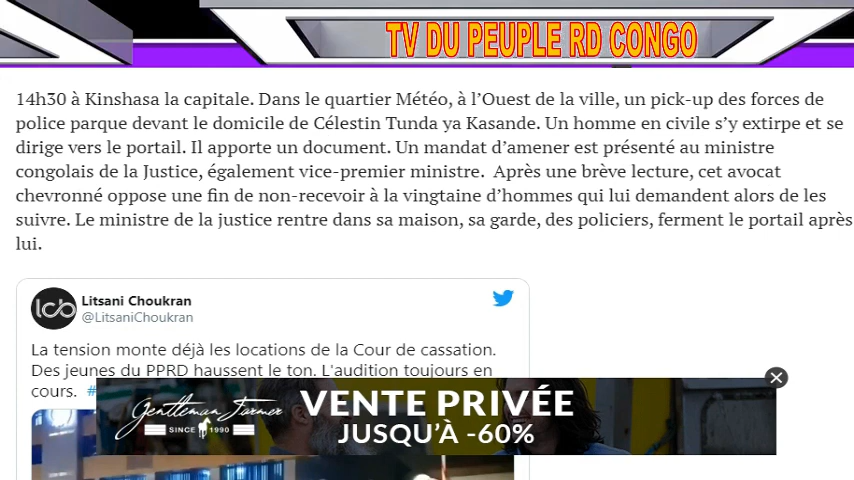 TV DU PEUPLE RD CONGO
14h30 à Kinshasa la capitale. Dans le quartier Météo, à l’Ouest de la ville, un pick-up des forces de
police parque devant le domicile de Célestin Tunda ya Kasande. Un homme en civile s’y extirpe et se
dirige vers le portail. Il apporte un document. Un mandat d’amener est présenté au ministre
congolais de la Justice, également vice-premier ministre. Après une brève lecture, cet avocat
chevronné oppose une fin de non-recevoir à la vingtaine d’hommes qui lui demandent alors de les
suivre. Le ministre de la justice rentre dans sa maison, sa garde, des policiers, ferment le portail après
lui.
lcb
Litsani Choukran
@LitsaniChoukran
La tension monte déjà les locations de la Cour de cassation.
Des jeunes du PPRD haussent le ton. L'audition toujours en
cours. #
Gentleman Farmer
SINCE 1990
VENTE PRIVÉE
JUSQU’À -60%